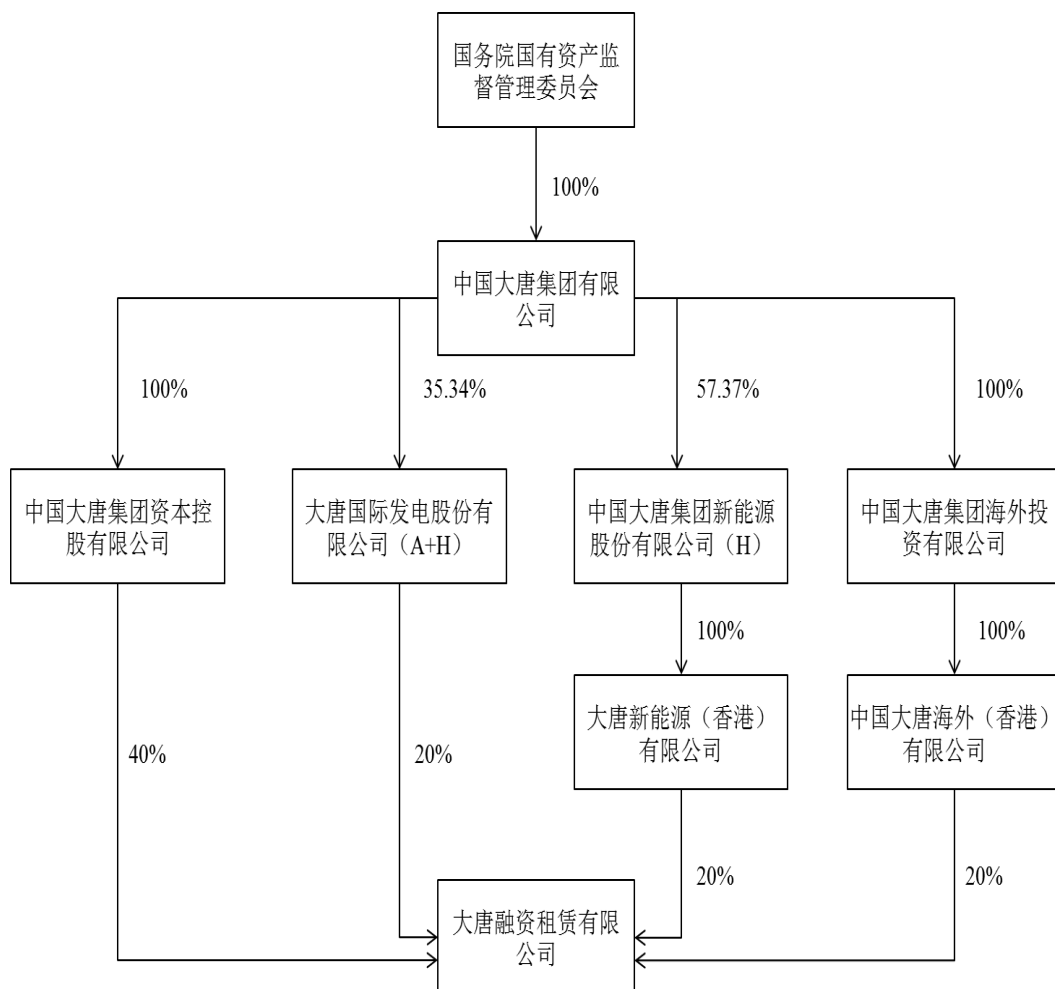 国务院国有资产监
督管理委员会
100%
中国大唐集团有限
公司
100%
35.34%
57.37%
100%
中国大唐集团资本控
股有限公司
大唐国际发电股份有
限公司（A+H）
中国大唐集团新能源
股份有限公司（H）
中国大唐集团海外投
资有限公司
100%
100%
大唐新能源（香港）
有限公司
中国大唐海外（香港）
有限公司
40%
20%
20%
20%
大唐融资租赁有限
公司